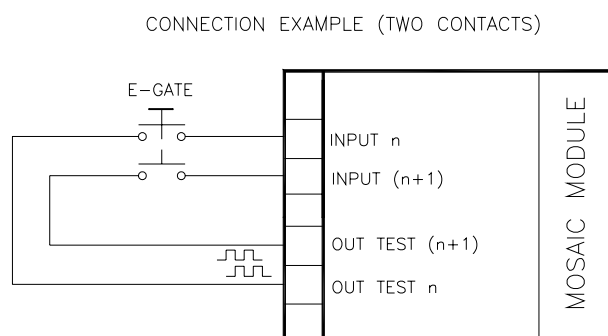 CONNECTION EXAMPLE (TWO CONTACTS)
E-GATE
INPUT n
INPUT (n+1)
OUT TEST (n+1)
OUT TEST n
MOSAIC MODULE